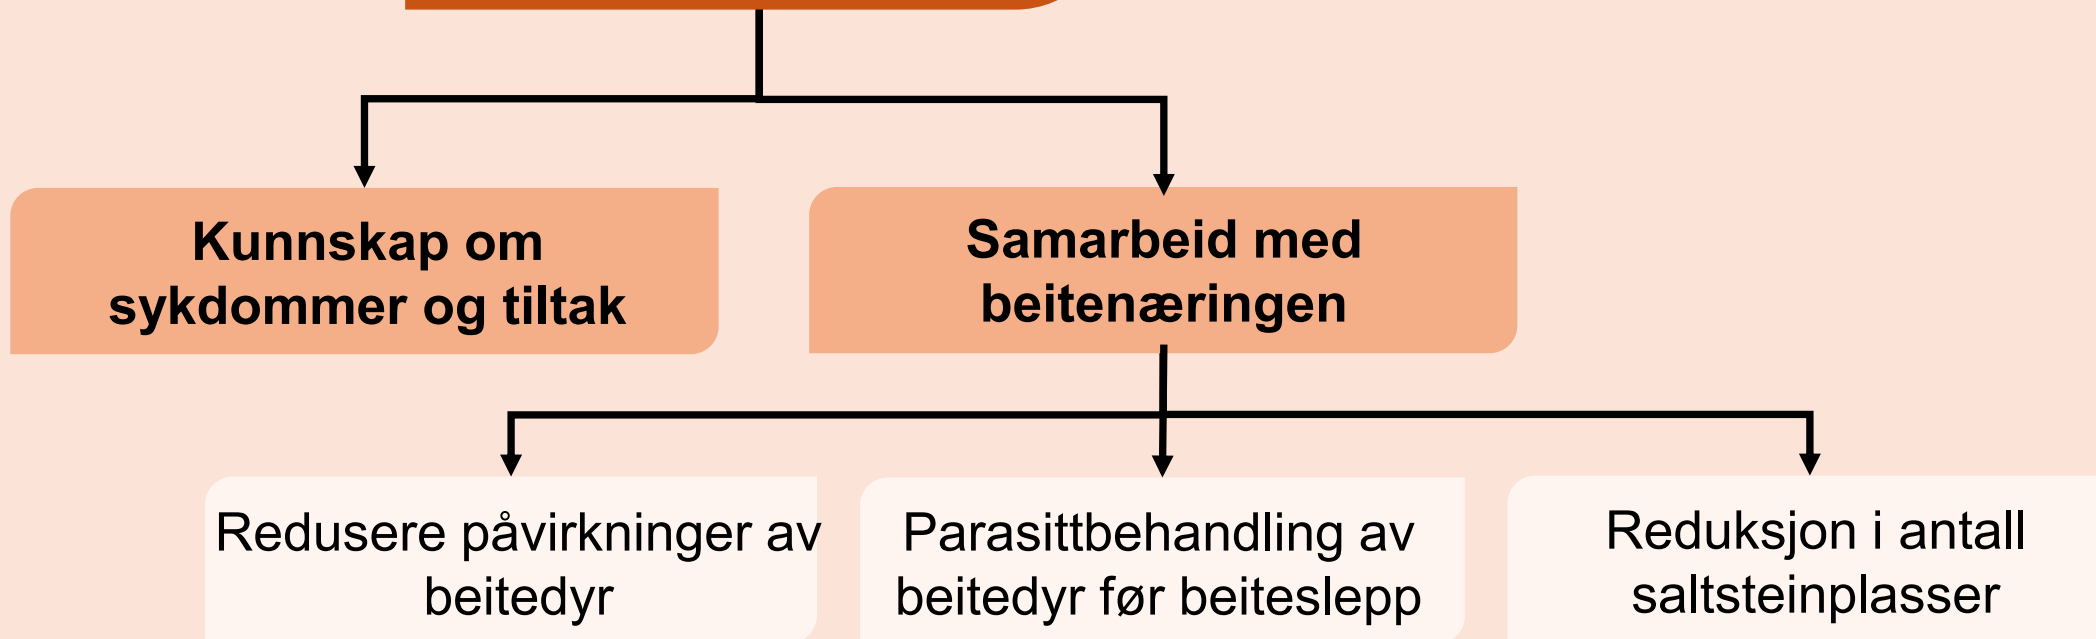 Kunnskap om
sykdommer og tiltak
Samarbeid med
beitenæringen
Redusere påvirkninger av
beitedyr
Parasittbehandling av
beitedyr før beiteslepp
Reduksjon i antall
saltsteinplasser